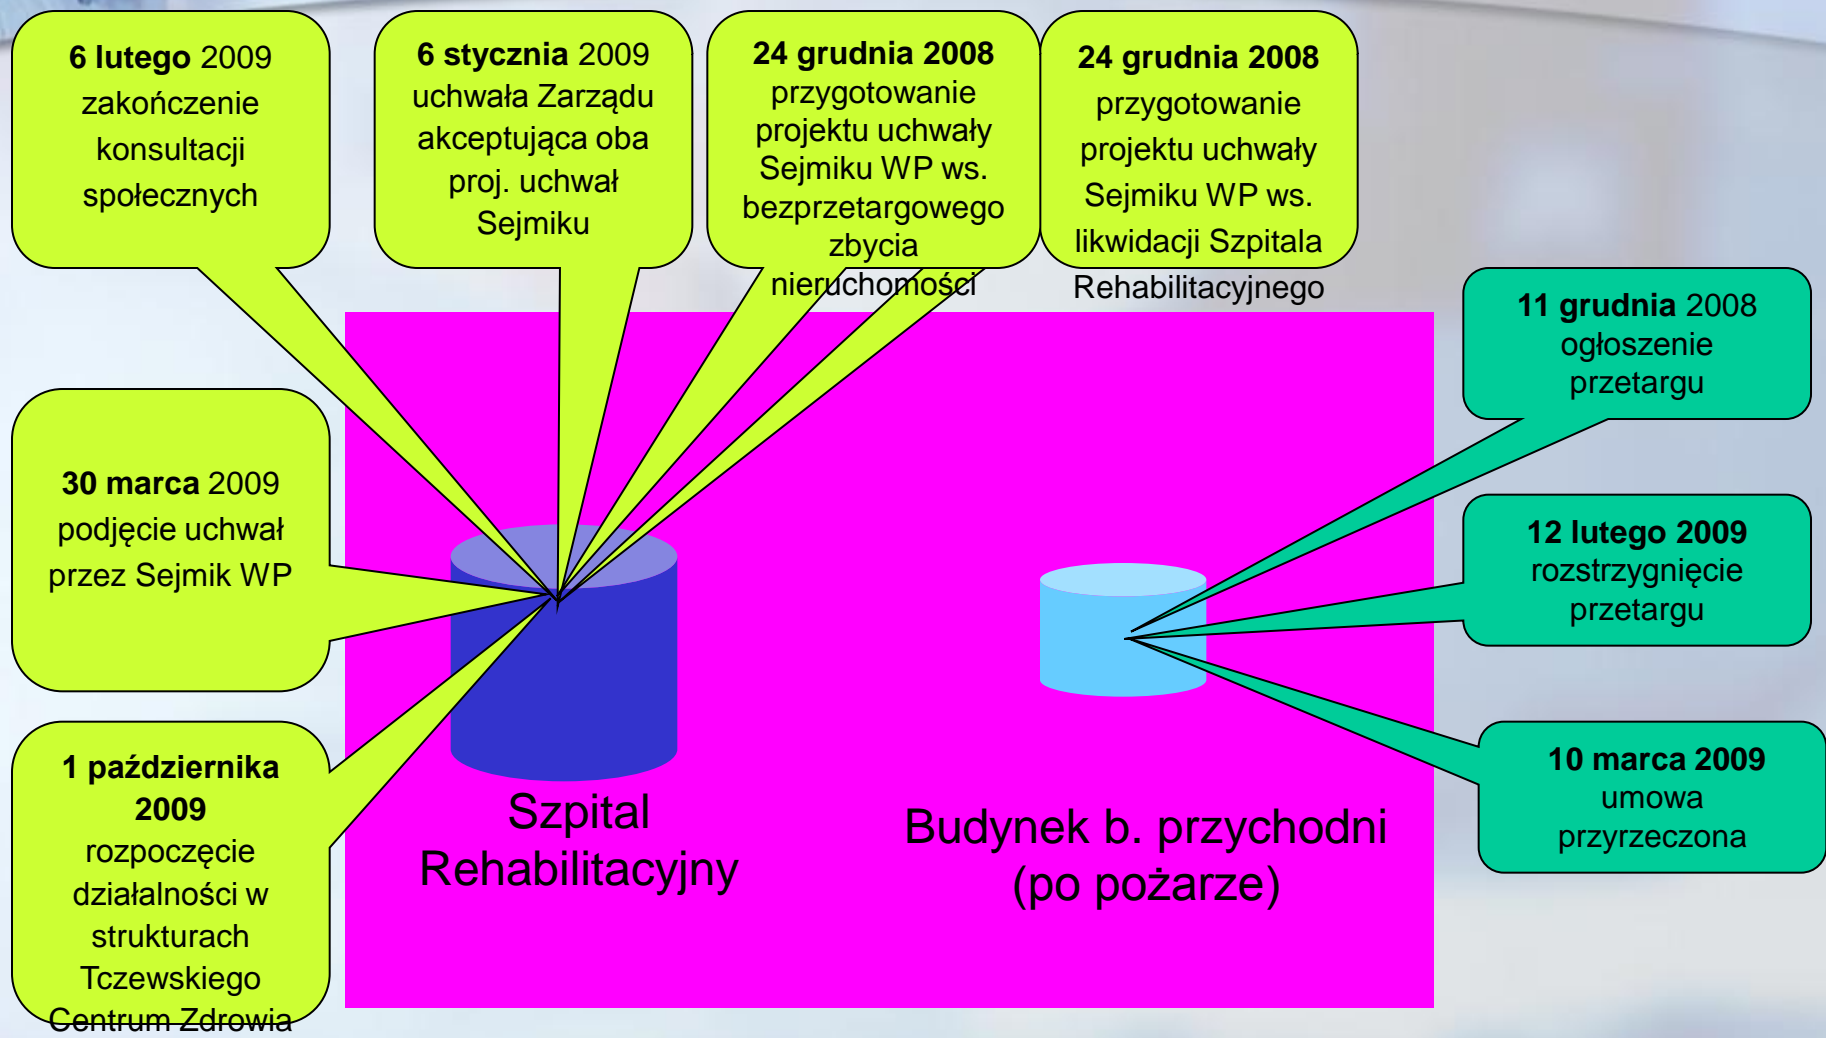 6 lutego 2009
zakończenie
konsultacji
społecznych
6 stycznia 2009
uchwała Zarządu
akceptująca oba
proj. uchwał
Sejmiku
24 grudnia 2008
przygotowanie
projektu uchwały
Sejmiku WP ws.
bezprzetargowego
zbycia
nieruchomości
24 grudnia 2008
przygotowanie
projektu uchwały
Sejmiku WP ws.
likwidacji Szpitala
Rehabilitacyjnego
11 grudnia 2008
ogłoszenie
przetargu
30 marca 2009
podjęcie uchwał
przez Sejmik WP
12 lutego 2009
rozstrzygnięcie
przetargu
1 października
2009
rozpoczęcie
działalności w
strukturach
Tczewskiego
Centrum Zdrowia
Szpital
Rehabilitacyjny
Budynek b. przychodni
(po pożarze)
10 marca 2009
umowa
przyrzeczona